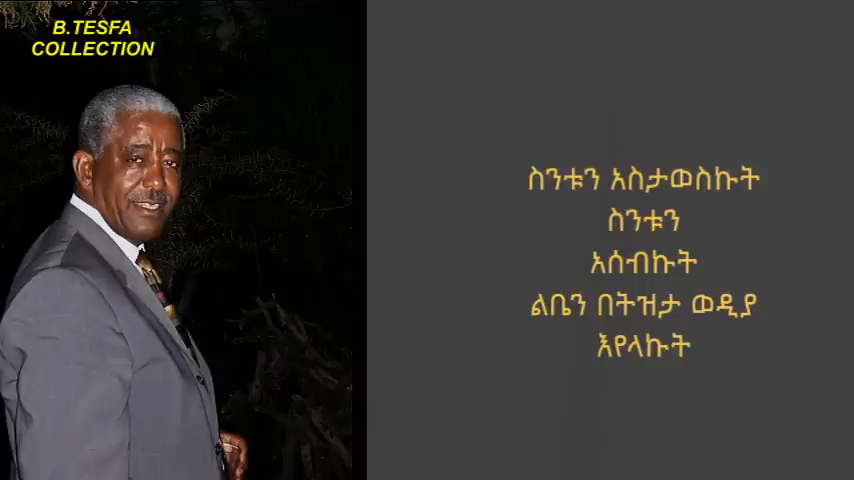 B.TESFA
COLLECTION
ስንቱን አስታወስኩት
ስንቱን
አሰብኩት
ልቤን በትዝታ ወዲያ
እየላኩት